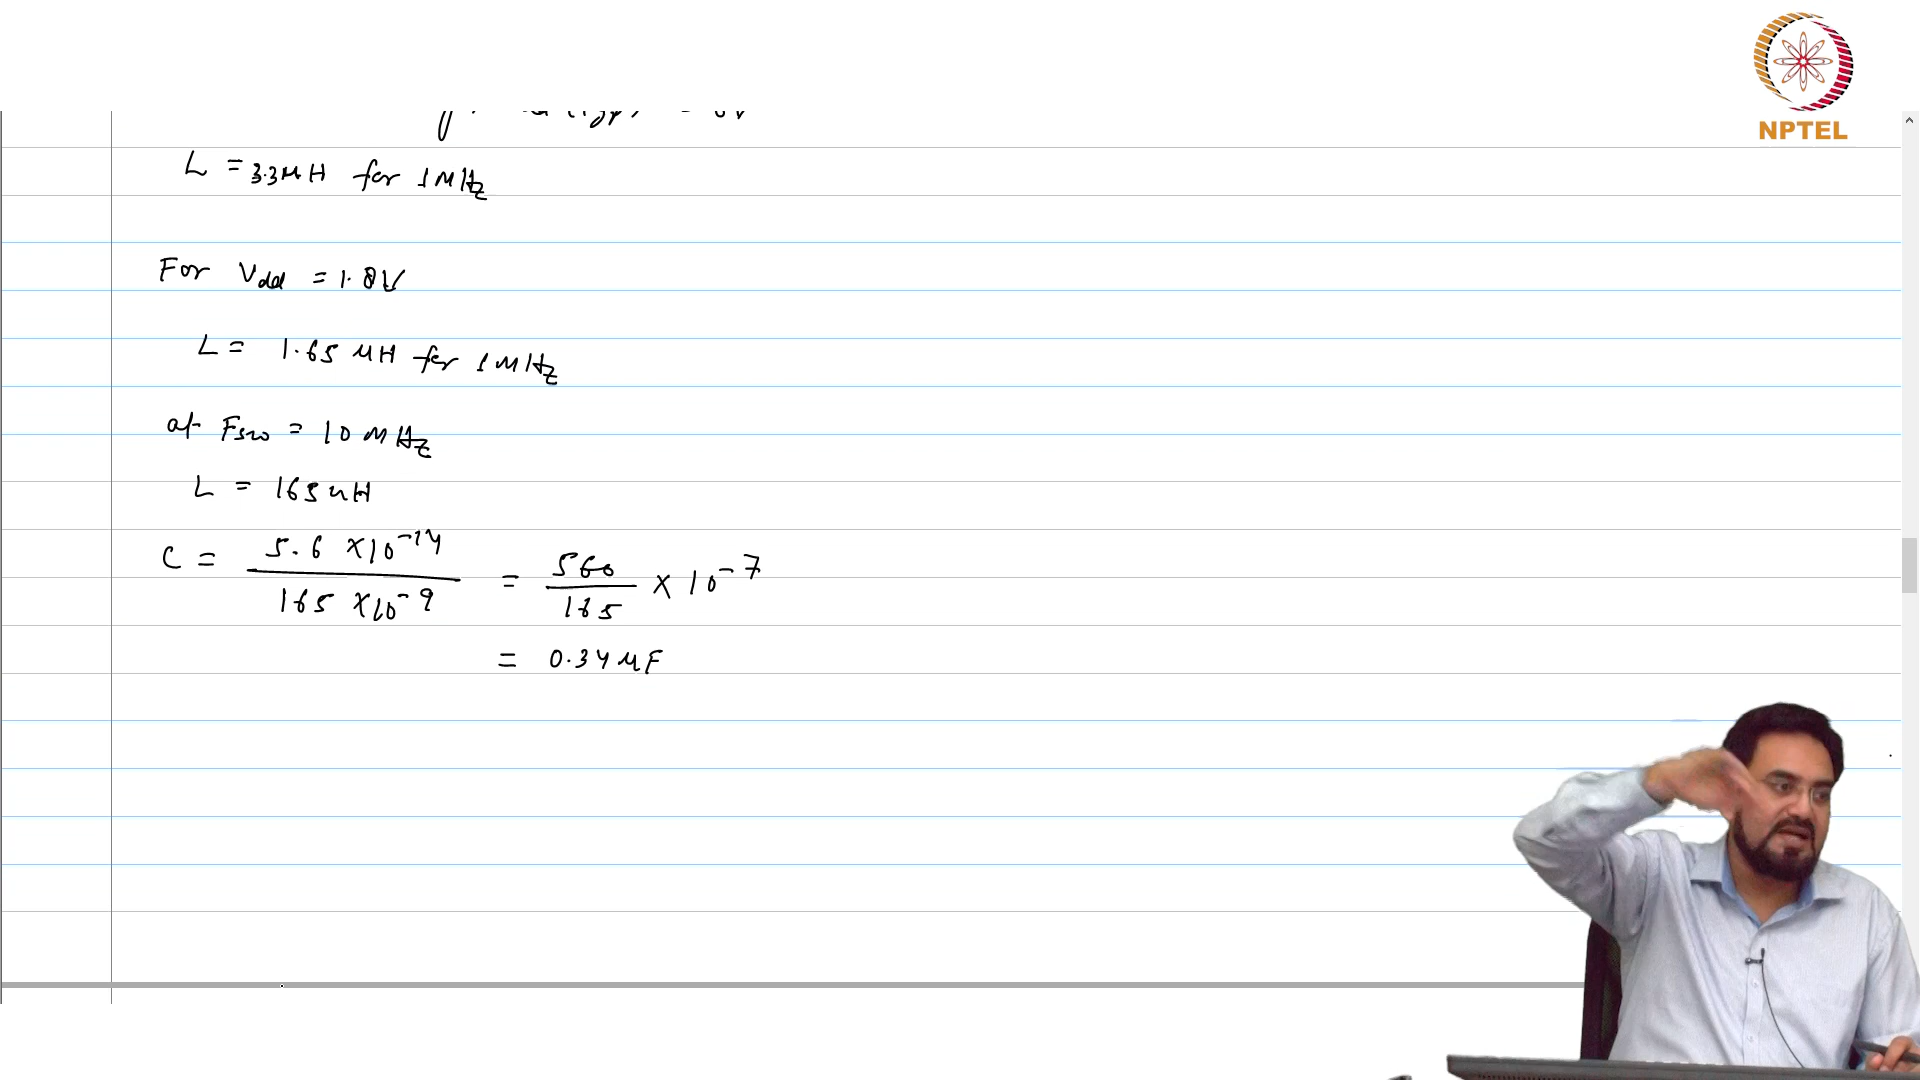 NPTEL
L = 3.3 μH for 1 MHz
For Vdd = 1.8V
L = 1.65 μH for 1 MHz
at Fsw = 10 MHz
L = 165 nH
C = 5.6 × 10⁻¹⁴ / 165 × 10⁻⁹ = 560 / 165 × 10⁻⁷
= 0.34 μF